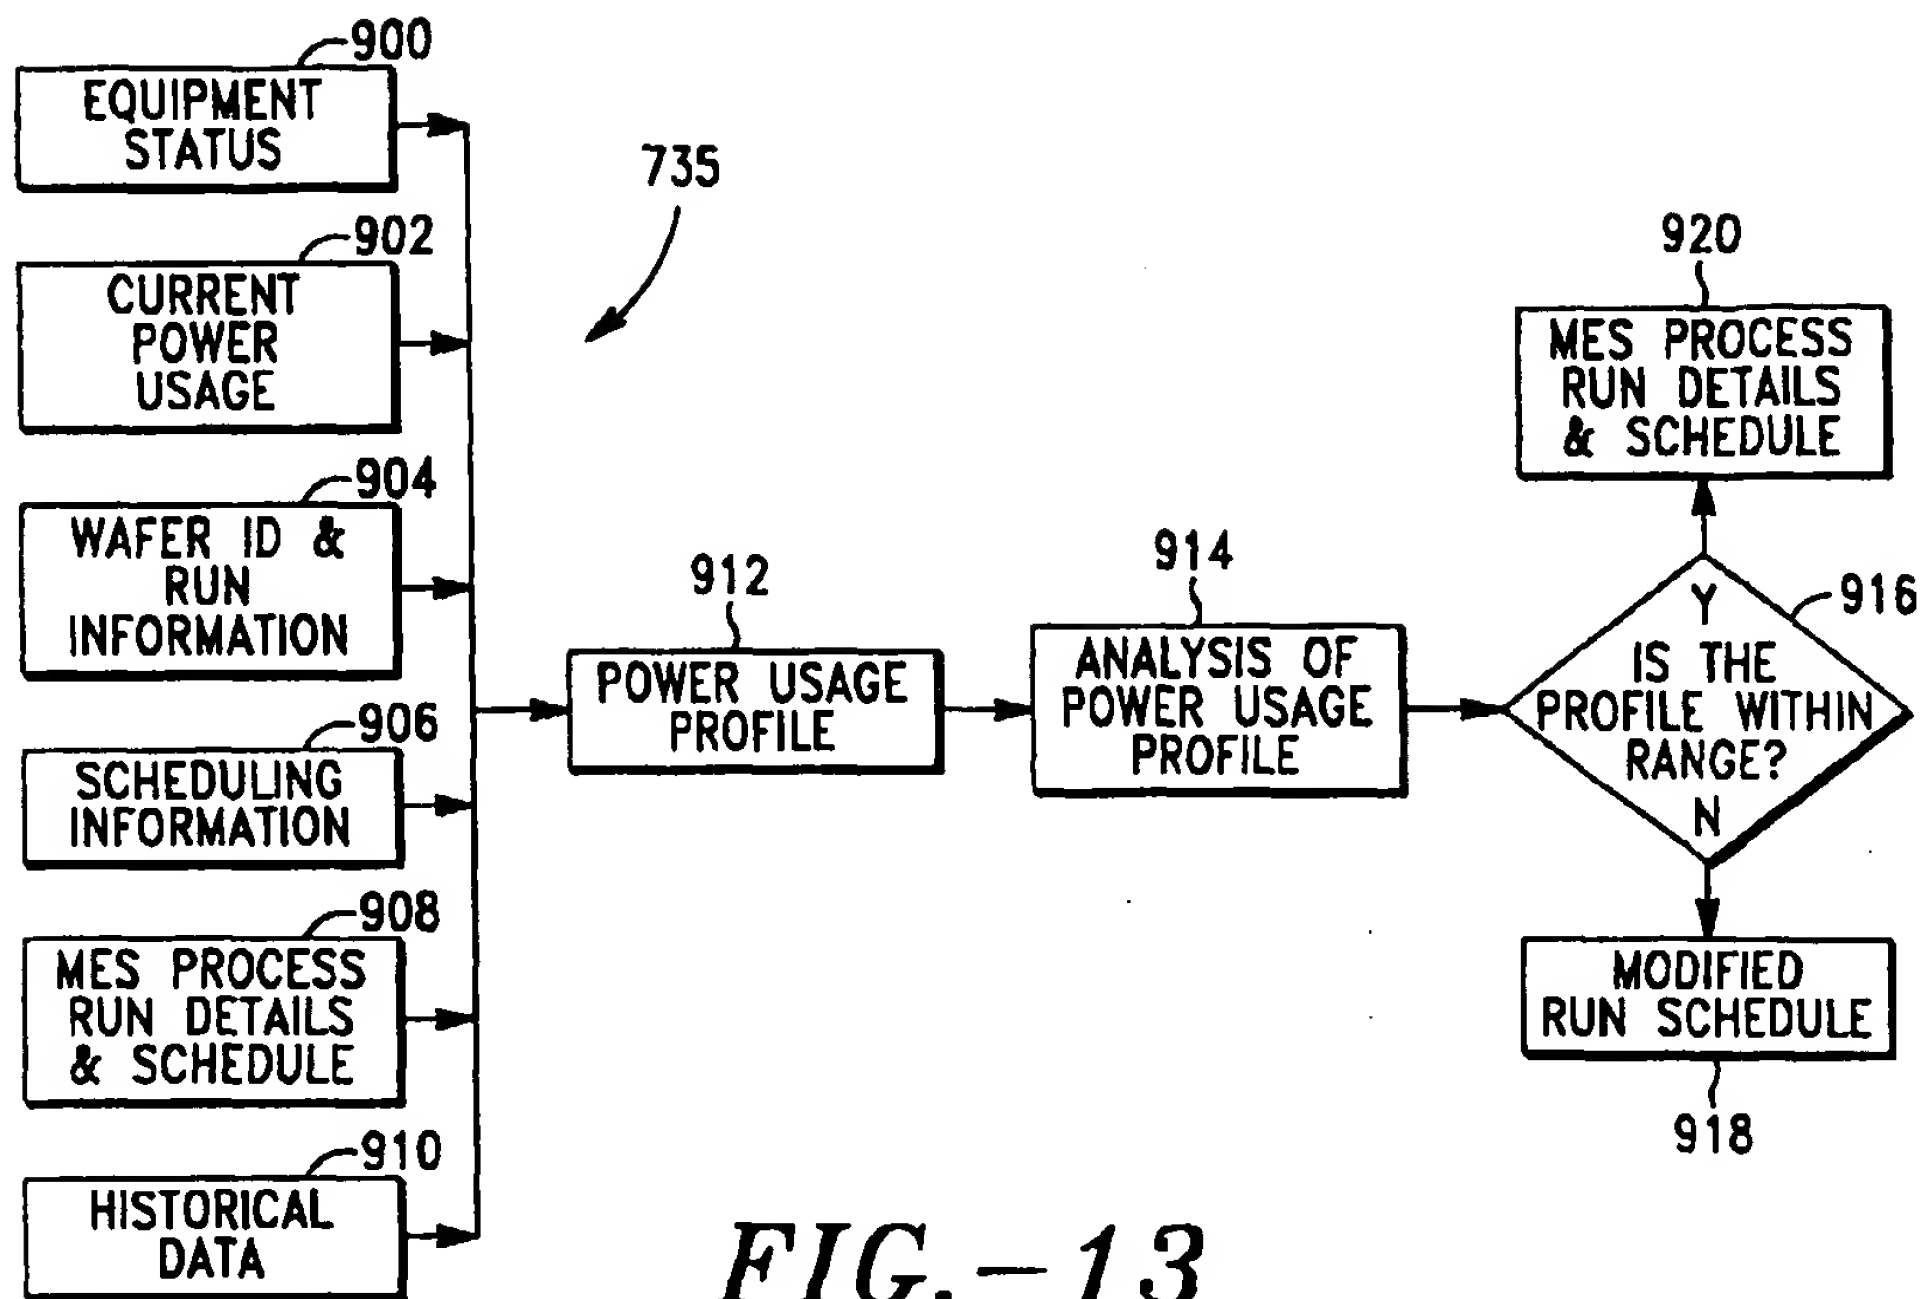 900
EQUIPMENT
STATUS
902
CURRENT
POWER
USAGE
904
WAFER ID &
RUN
INFORMATION
906
SCHEDULING
INFORMATION
908
MES PROCESS
RUN DETAILS
& SCHEDULE
910
HISTORICAL
DATA
735
912
POWER USAGE
PROFILE
914
ANALYSIS OF
POWER USAGE
PROFILE
920
MES PROCESS
RUN DETAILS
& SCHEDULE
916
Y
IS THE
PROFILE WITHIN
RANGE?
N
MODIFIED
RUN SCHEDULE
918
FIG.-13